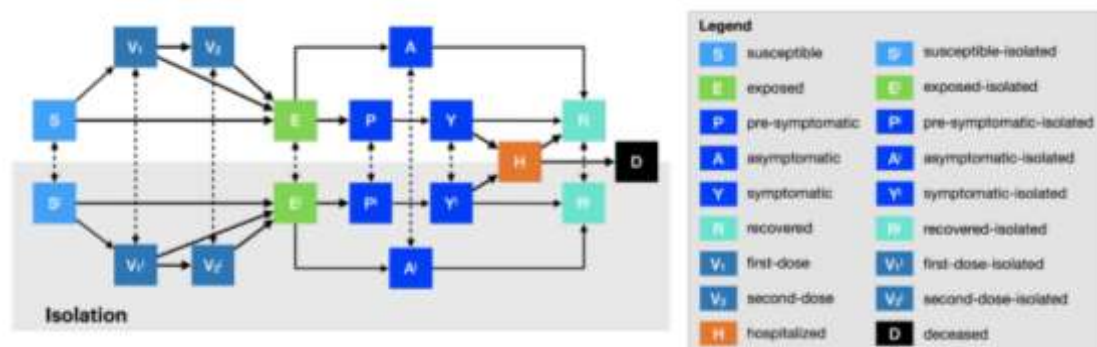 V₁ V₂ A
S E P Y R
H D
Sᴵ Eᴵ Pᴵ Yᴵ Rᴵ
V₁ᴵ V₂ᴵ Aᴵ
Isolation
Legend
S susceptible Sᴵ susceptible-isolated
E exposed Eᴵ exposed-isolated
P pre-symptomatic Pᴵ pre-symptomatic-isolated
A asymptomatic Aᴵ asymptomatic-isolated
Y symptomatic Yᴵ symptomatic-isolated
R recovered Rᴵ recovered-isolated
V₁ first-dose V₁ᴵ first-dose-isolated
V₂ second-dose V₂ᴵ second-dose-isolated
H hospitalized D deceased